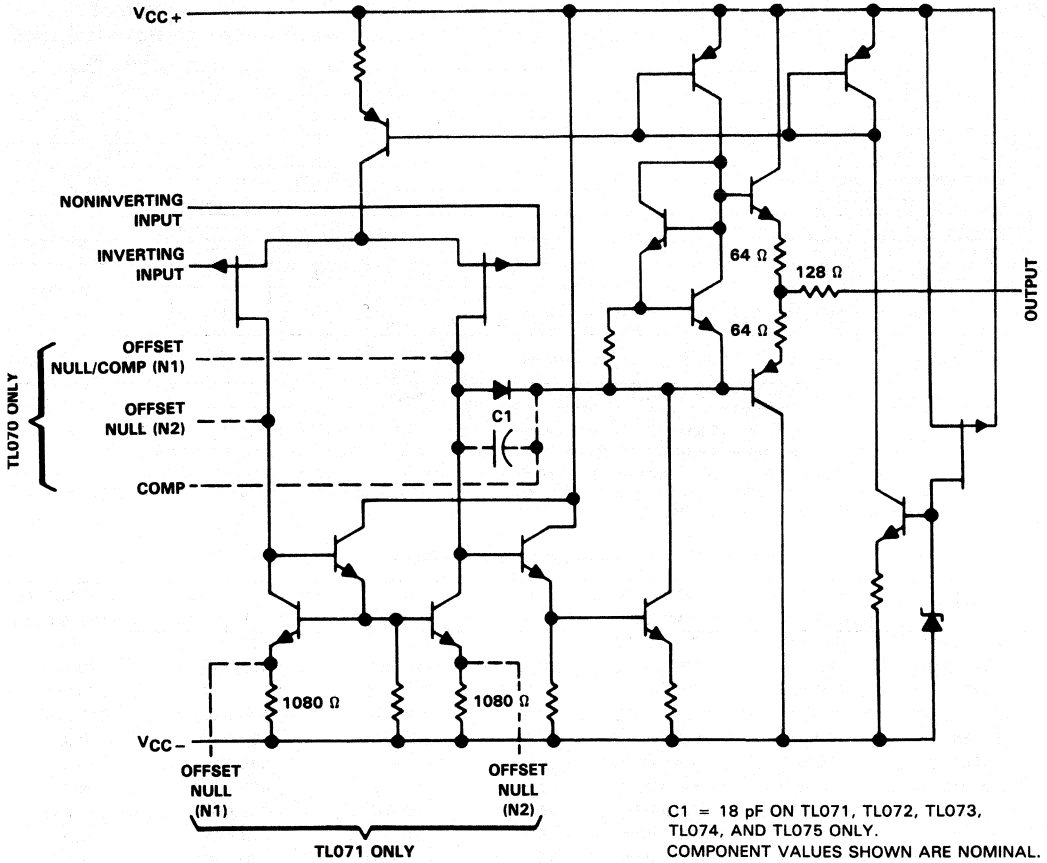 VCC+
NONINVERTING
INPUT
INVERTING
INPUT
64 Ω
128 Ω
64 Ω
OUTPUT
OFFSET
NULL/COMP (N1)
OFFSET
NULL (N2)
TL070 ONLY
COMP
C1
1080 Ω
1080 Ω
VCC-
OFFSET
NULL
(N1)
OFFSET
NULL
(N2)
TL071 ONLY
C1 = 18 pF ON TL071, TL072, TL073,
TL074, AND TL075 ONLY.
COMPONENT VALUES SHOWN ARE NOMINAL.